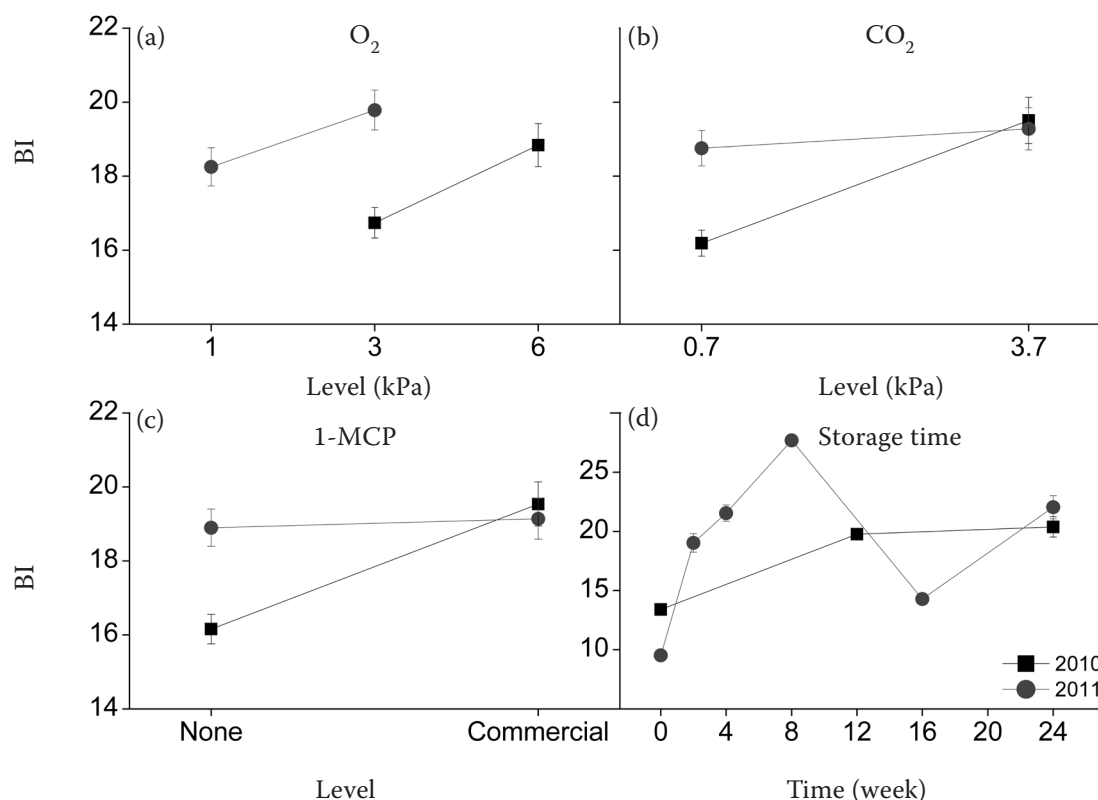 (a)
O₂
22
20
18
16
14
BI
1
3
6
Level (kPa)
(b)
CO₂
0.7
3.7
Level (kPa)
(c)
1-MCP
22
20
18
16
14
BI
None
Commercial
Level
(d)
Storage time
25
20
15
10
2010
2011
0
4
8
12
16
20
24
Time (week)